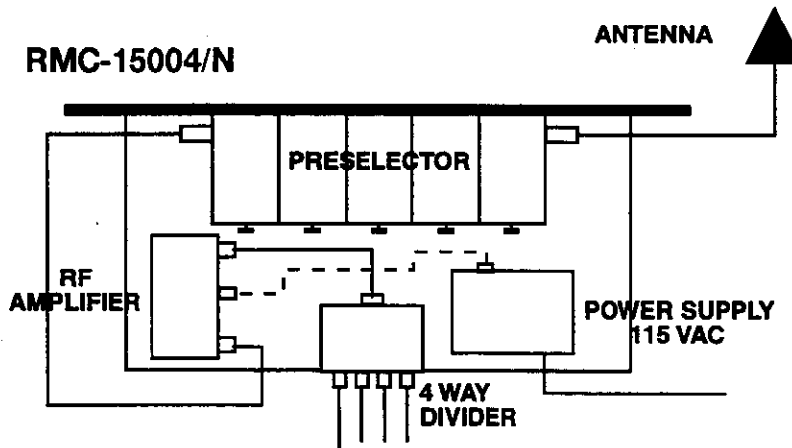 ANTENNA
RMC-15004/N
PRESELECTOR
RF
AMPLIFIER
POWER SUPPLY
115 VAC
4 WAY
DIVIDER